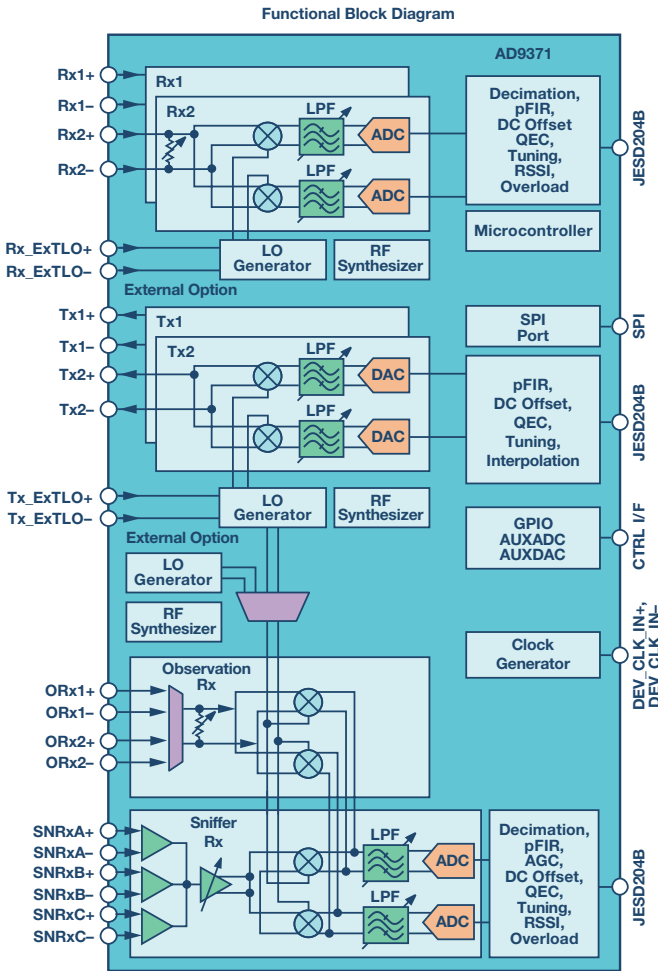 Functional Block Diagram
AD9371
Rx1+
Rx1–
Rx2+
Rx2–
Rx1
Rx2
LPF
ADC
LPF
ADC
Decimation,
pFIR,
DC Offset
QEC,
Tuning,
RSSI,
Overload
JESD204B
Microcontroller
Rx_ExTLO+
Rx_ExTLO–
LO
Generator
RF
Synthesizer
External Option
Tx1+
Tx1–
Tx2+
Tx2–
Tx1
Tx2
LPF
DAC
LPF
DAC
SPI
Port
SPI
pFIR,
DC Offset,
QEC,
Tuning,
Interpolation
JESD204B
Tx_ExTLO+
Tx_ExTLO–
LO
Generator
RF
Synthesizer
External Option
GPIO
AUXADC
AUXDAC
CTRL I/F
LO
Generator
RF
Synthesizer
Clock
Generator
DEV_CLK_IN+,
DEV_CLK_IN–
Observation
Rx
ORx1+
ORx1–
ORx2+
ORx2–
SNRxA+
SNRxA–
SNRxB+
SNRxB–
SNRxC+
SNRxC–
Sniffer
Rx
LPF
ADC
LPF
ADC
Decimation,
pFIR,
AGC,
DC Offset,
QEC,
Tuning,
RSSI,
Overload
JESD204B